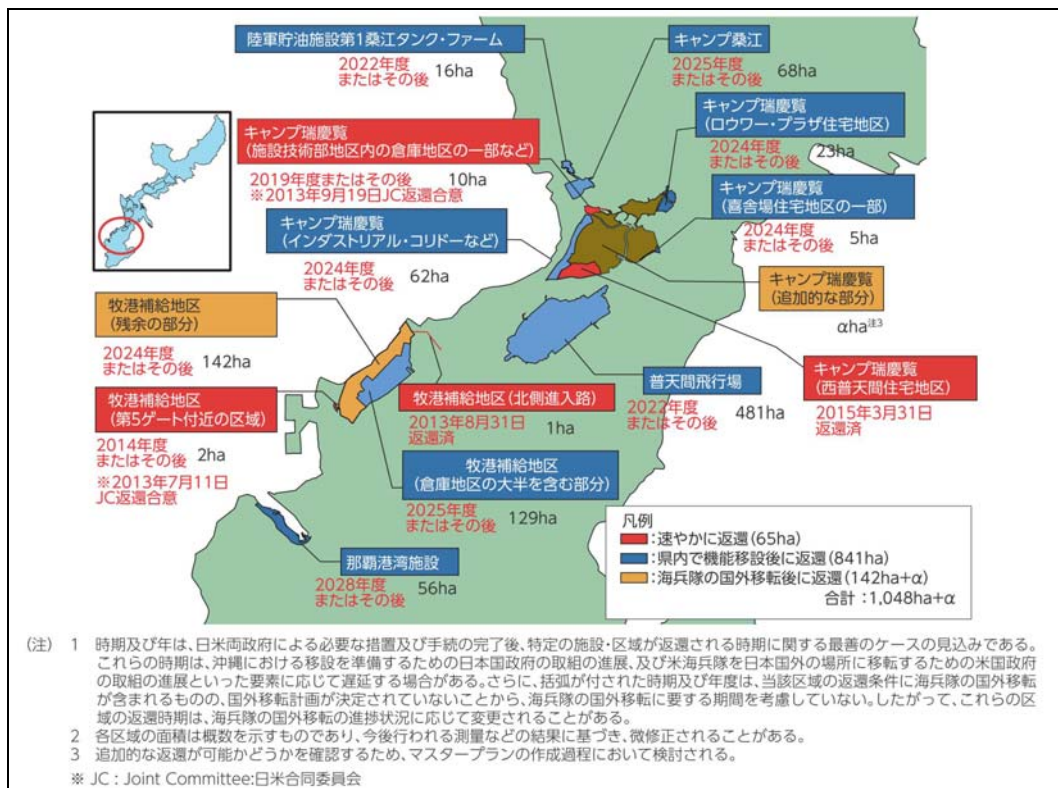 陸軍貯油施設第1桑江タンク・ファーム
2022年度
またはその後
16ha
キャンプ桑江
2025年度
またはその後
68ha
キャンプ瑞慶覧
(ロウワー・プラザ住宅地区)
2024年度
またはその後
23ha
キャンプ瑞慶覧
(施設技術部地区内の倉庫地区の一部など)
2019年度またはその後
10ha
※2013年9月19日JC返還合意
キャンプ瑞慶覧
(喜舎場住宅地区の一部)
2024年度
またはその後
5ha
キャンプ瑞慶覧
(インダストリアル・コリドーなど)
2024年度
またはその後
62ha
キャンプ瑞慶覧
(追加的な部分)
αha注3
牧港補給地区
(残余の部分)
2024年度
またはその後
142ha
キャンプ瑞慶覧
(西普天間住宅地区)
2015年3月31日
返還済
普天間飛行場
2022年度
またはその後
481ha
牧港補給地区
(第5ゲート付近の区域)
2014年度
またはその後
2ha
※2013年7月11日
JC返還合意
牧港補給地区(北側進入路)
2013年8月31日
返還済
1ha
牧港補給地区
(倉庫地区の大半を含む部分)
2025年度
またはその後
129ha
那覇港湾施設
2028年度
またはその後
56ha
凡例
:速やかに返還(65ha)
:県内で機能移設後に返還(841ha)
:海兵隊の国外移転後に返還(142ha+α)
合計:1,048ha+α
(注) 1 時期及び年は、日米両政府による必要な措置及び手続の完了後、特定の施設・区域が返還される時期に関する最善のケースの見込みである。
これらの時期は、沖縄における移設を準備するための日本国政府の取組の進展、及び米海兵隊を日本国外の場所に移転するための米国政府
の取組の進展といった要素に応じて遅延する場合がある。さらに、括弧が付された時期及び年度は、当該区域の返還条件に海兵隊の国外移転
が含まれるものの、国外移転計画が決定されていないことから、海兵隊の国外移転に要する期間を考慮していない。したがって、これらの区
域の返還時期は、海兵隊の国外移転の進捗状況に応じて変更されることがある。
2 各区域の面積は概数を示すものであり、今後行われる測量などの結果に基づき、微修正されることがある。
3 追加的な返還が可能かどうかを確認するため、マスタープランの作成過程において検討される。
※ JC : Joint Committee:日米合同委員会